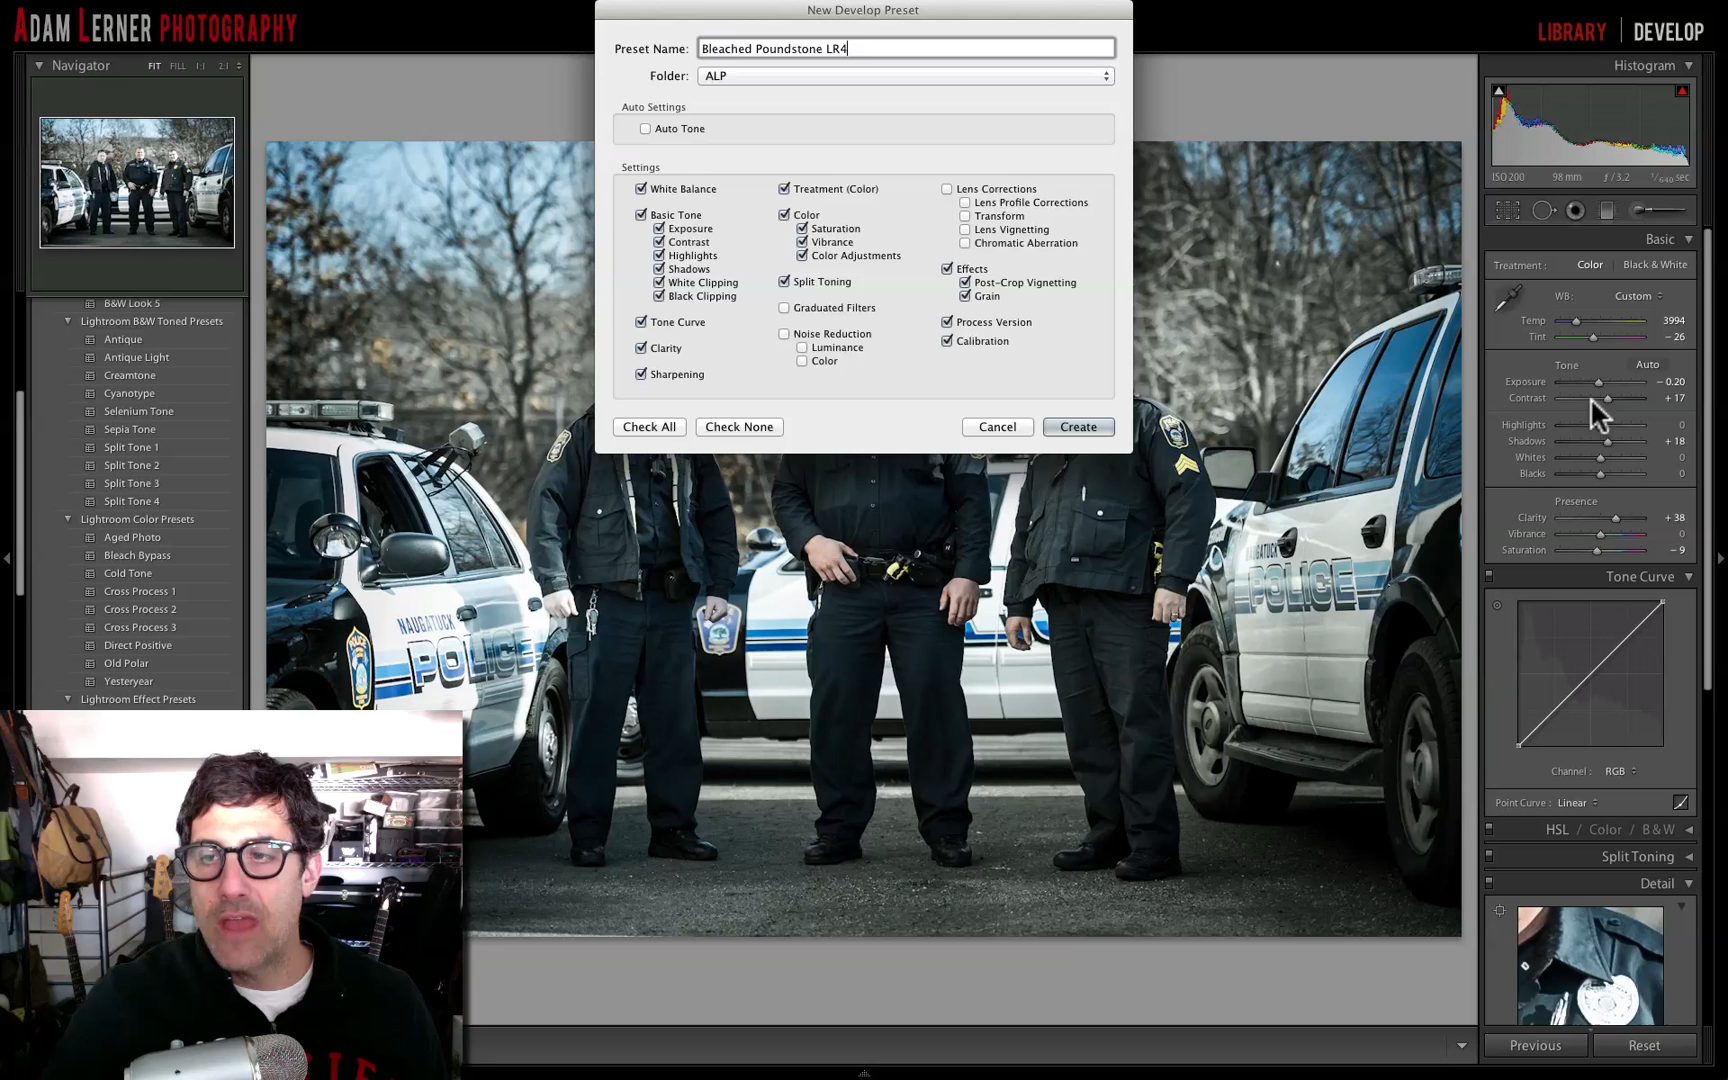 ADAM LERNER PHOTOGRAPHY
LIBRARY | DEVELOP
Navigator
FIT FILL 1:1 2:1
B&W Look 5
Lightroom B&W Toned Presets
Antique
Antique Light
Creamtone
Cyanotype
Selenium Tone
Sepia Tone
Split Tone 1
Split Tone 2
Split Tone 3
Split Tone 4
Lightroom Color Presets
Aged Photo
Bleach Bypass
Cold Tone
Cross Process 1
Cross Process 2
Cross Process 3
Direct Positive
Old Polar
Yesteryear
Lightroom Effect Presets
New Develop Preset
Preset Name: Bleached Poundstone LR4
Folder: ALP
Auto Settings
Auto Tone
Settings
White Balance
Basic Tone
Exposure
Contrast
Highlights
Shadows
White Clipping
Black Clipping
Tone Curve
Clarity
Sharpening
Treatment (Color)
Color
Saturation
Vibrance
Color Adjustments
Split Toning
Graduated Filters
Noise Reduction
Luminance
Color
Lens Corrections
Lens Profile Corrections
Transform
Lens Vignetting
Chromatic Aberration
Effects
Post-Crop Vignetting
Grain
Process Version
Calibration
Check All
Check None
Cancel
Create
NAUGATUCK
POLICE
POLICE
Histogram
ISO 200 98 mm f / 3.2 1/640 sec
Basic
Treatment : Color Black & White
WB: Custom
Temp 3994
Tint - 26
Tone Auto
Exposure - 0.20
Contrast + 17
Highlights 0
Shadows + 18
Whites 0
Blacks 0
Presence
Clarity + 38
Vibrance 0
Saturation - 9
Tone Curve
Channel : RGB
Point Curve : Linear
HSL / Color / B & W
Split Toning
Detail
Previous
Reset